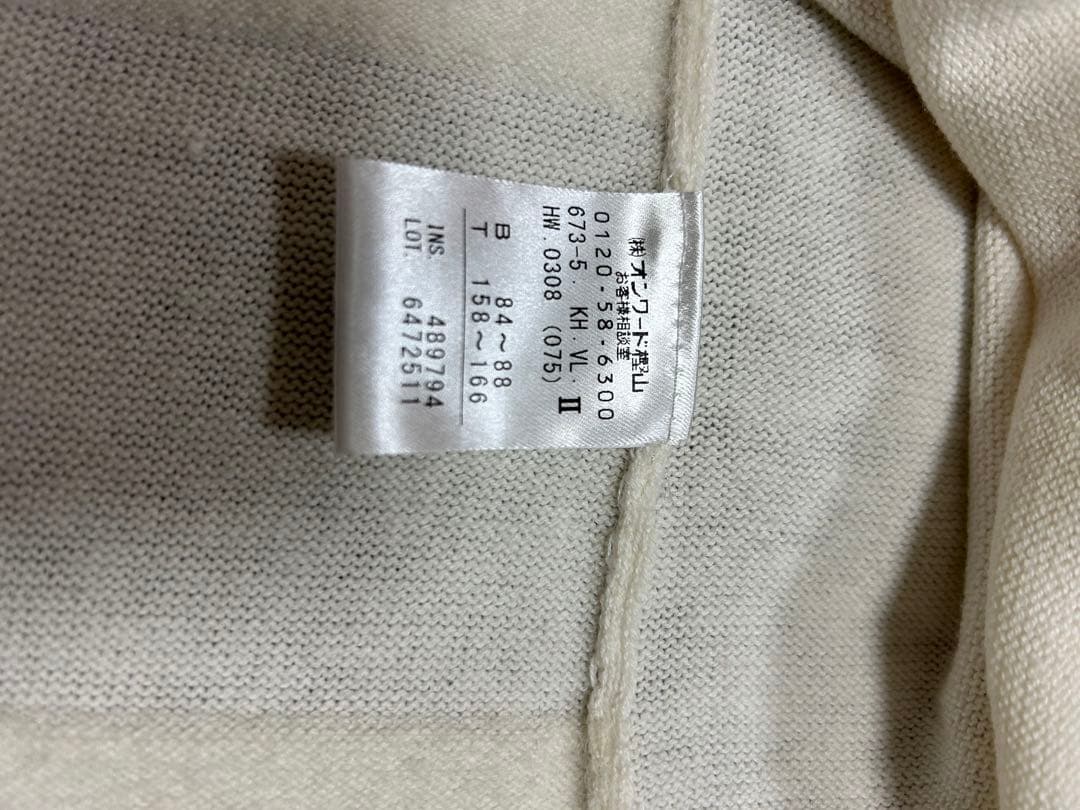 ㈱オンワード樫山
お客様相談室
0120-58-6300
673-5. KH.VL. Ⅱ
HW.0308 (075)
B 84～88
T 158～166
INS. 489794
LOT. 6472511